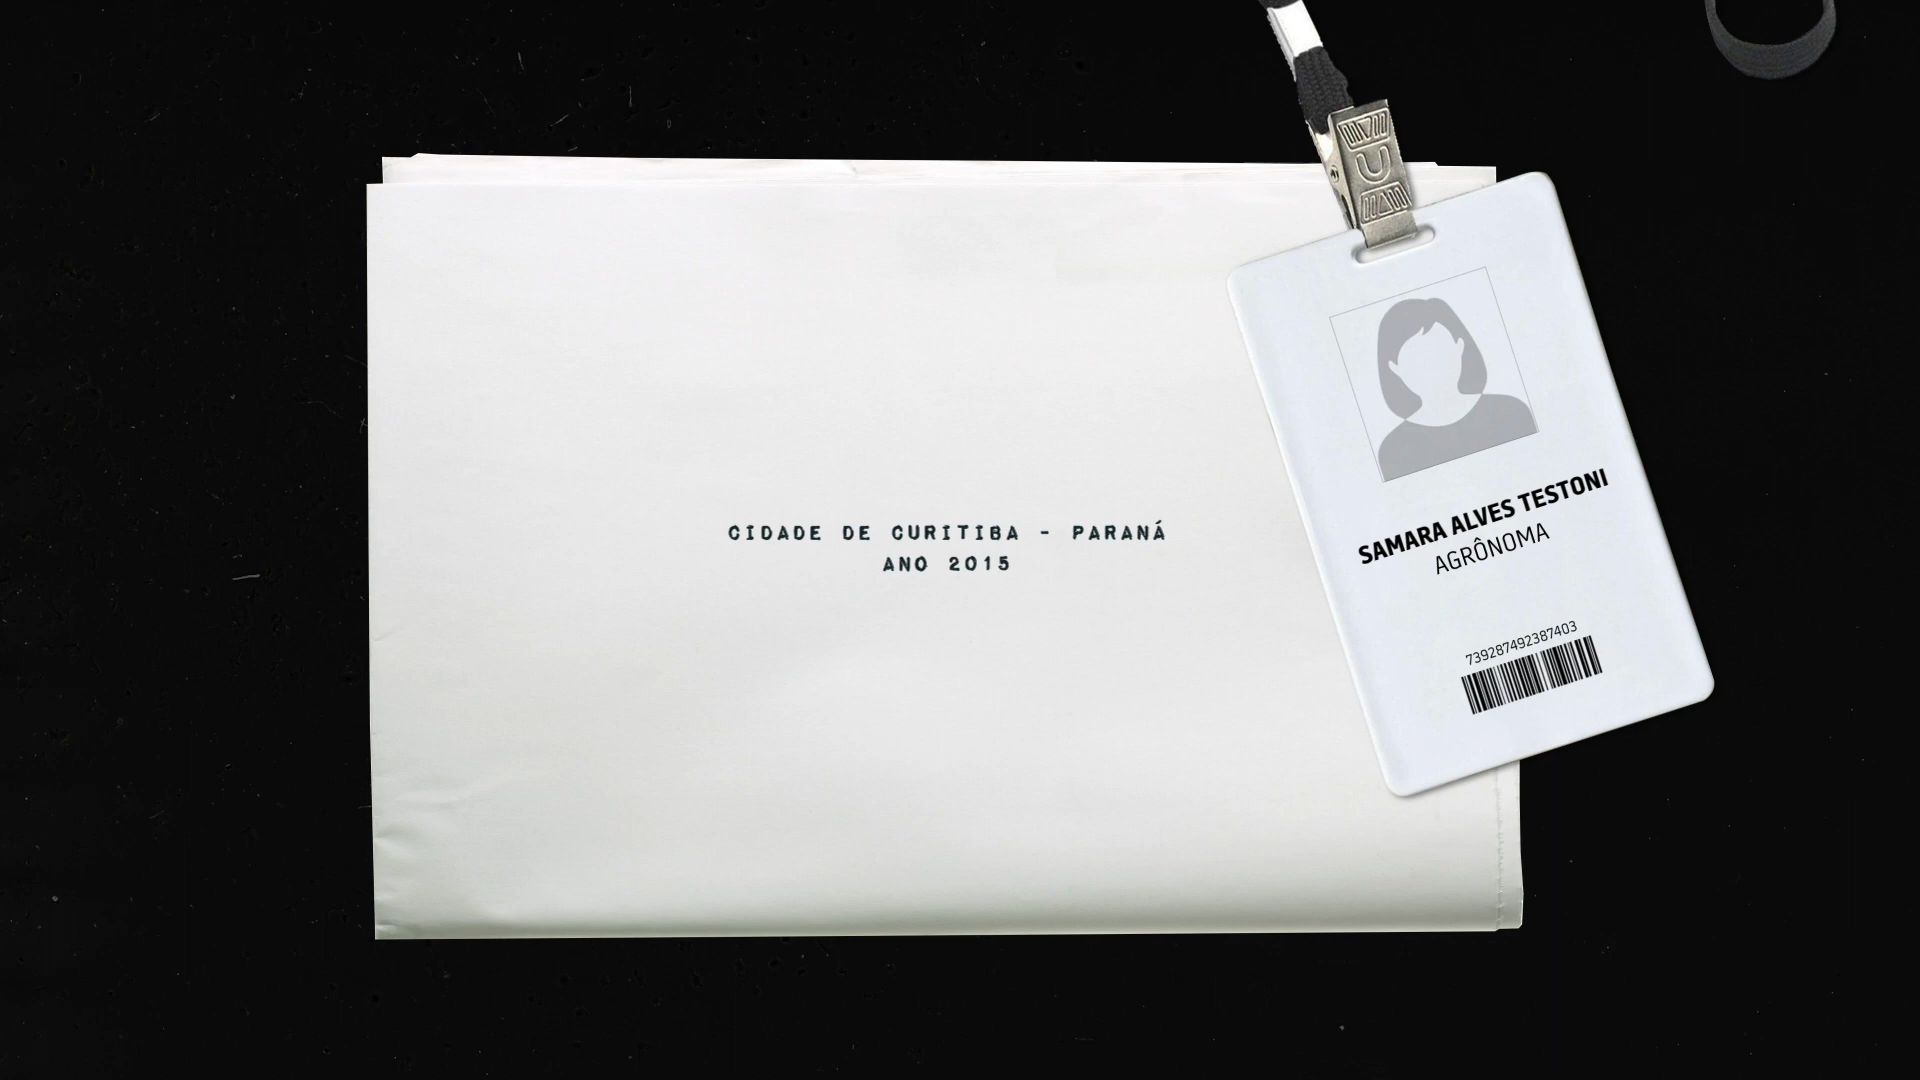 CIDADE DE CURITIBA - PARANÁ
ANO 2015
SAMARA ALVES TESTONI
AGRÔNOMA
739287492387403